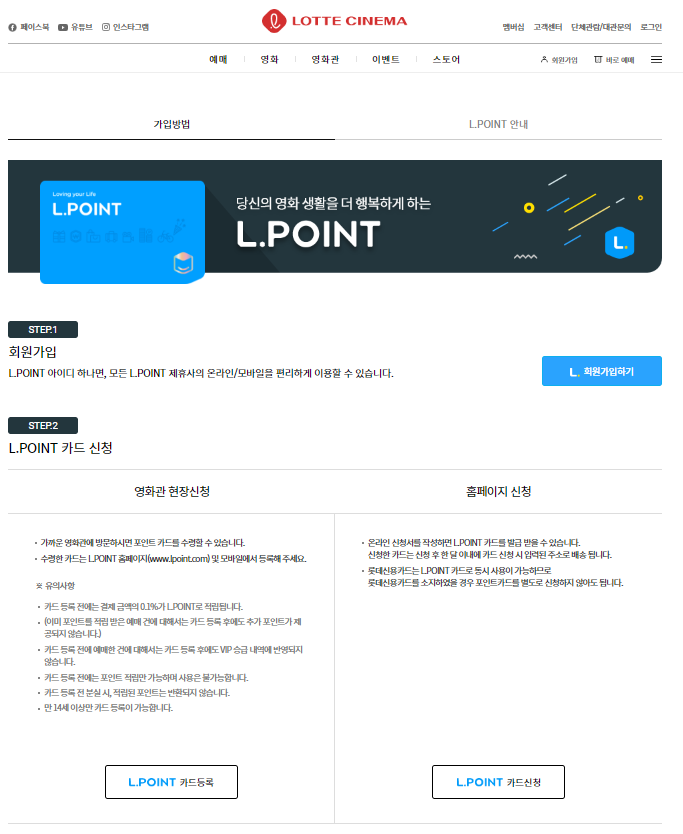 페이스북 유튜브 인스타그램
LOTTE CINEMA
멤버십 고객센터 단체관람/대관문의 로그인
예매 영화 영화관 이벤트 스토어
회원가입 바로 예매
가입방법
L.POINT 안내
Loving your Life
L.POINT
당신의 영화 생활을 더 행복하게 하는
L.POINT
L.
STEP.1
회원가입
L.POINT 아이디 하나면, 모든 L.POINT 제휴사의 온라인/모바일을 편리하게 이용할 수 있습니다.
L. 회원가입하기
STEP.2
L.POINT 카드 신청
영화관 현장신청
· 가까운 영화관에 방문하시면 포인트 카드를 수령할 수 있습니다.
· 수령한 카드는 L.POINT 홈페이지(www.lpoint.com) 및 모바일에서 등록해 주세요.
※ 유의사항
· 카드 등록 전에는 결제 금액의 0.1%가 L.POINT로 적립됩니다.
· (이미 포인트를 적립 받은 예매 건에 대해서는 카드 등록 후에도 추가 포인트가 제
공되지 않습니다.)
· 카드 등록 전에 예매한 건에 대해서는 카드 등록 후에도 VIP 승급 내역에 반영되지
않습니다.
· 카드 등록 전에는 포인트 적립만 가능하며 사용은 불가능합니다.
· 카드 등록 전 분실 시, 적립된 포인트는 반환되지 않습니다.
· 만 14세 이상만 카드 등록이 가능합니다.
L.POINT 카드등록
홈페이지 신청
· 온라인 신청서를 작성하면 L.POINT 카드를 발급 받을 수 있습니다.
신청한 카드는 신청 후 한 달 이내에 카드 신청 시 입력된 주소로 배송 됩니다.
· 롯데신용카드는 L.POINT 카드로 동시 사용이 가능하므로
롯데신용카드를 소지하였을 경우 포인트카드를 별도로 신청하지 않아도 됩니다.
L.POINT 카드신청